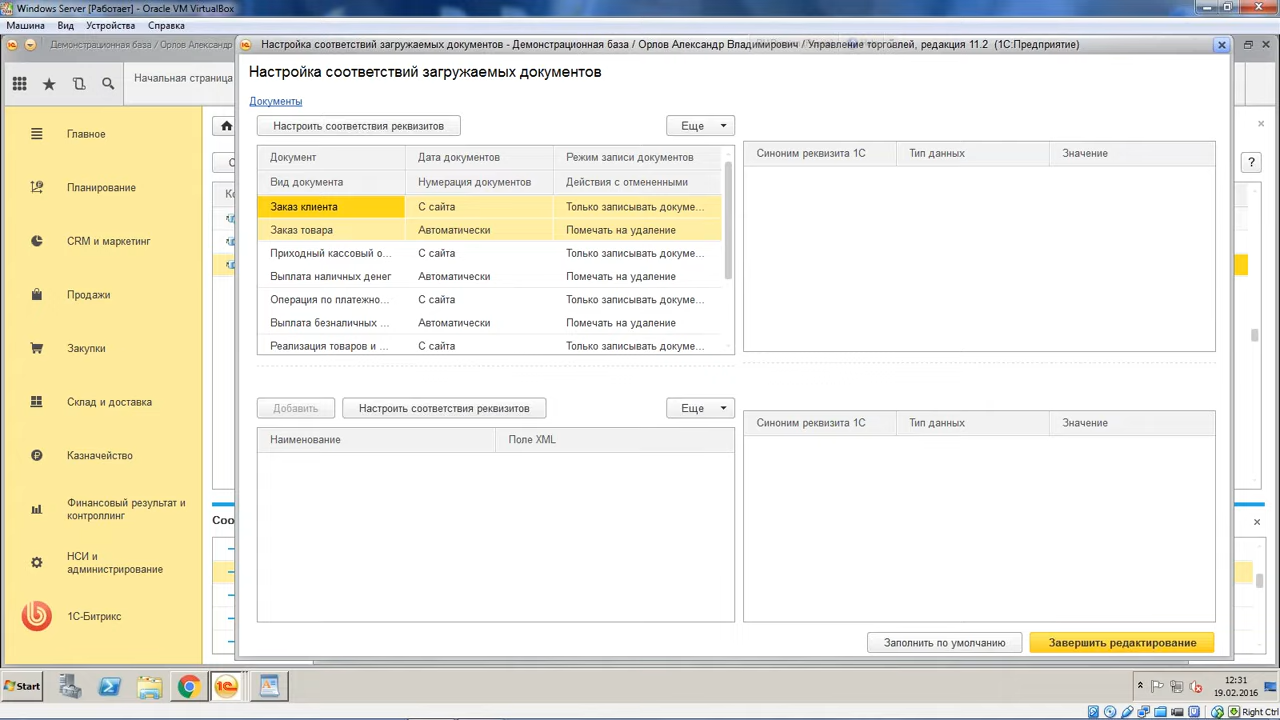 Windows Server [Работает] - Oracle VM VirtualBox
Машина Вид Устройства Справка
Демонстрационная база / Орлов Александр
Настройка соответствий загружаемых документов - Демонстрационная база / Орлов Александр Владимирович / Управление торговлей, редакция 11.2 (1С:Предприятие)
Начальная страница
Настройка соответствий загружаемых документов
Документы
Настроить соответствия реквизитов
Еще
Документ Дата документов Режим записи документов
Вид документа Нумерация документов Действия с отмененными
Заказ клиента С сайта Только записывать докуме...
Заказ товара Автоматически Помечать на удаление
Приходный кассовый о... С сайта Только записывать докуме...
Выплата наличных денег Автоматически Помечать на удаление
Операция по платежно... С сайта Только записывать докуме...
Выплата безналичных ... Автоматически Помечать на удаление
Реализация товаров и ... С сайта Только записывать докуме...
Синоним реквизита 1С Тип данных Значение
Добавить
Настроить соответствия реквизитов
Еще
Наименование Поле XML
Синоним реквизита 1С Тип данных Значение
Заполнить по умолчанию
Завершить редактирование
Главное
Планирование
CRM и маркетинг
Продажи
Закупки
Склад и доставка
Казначейство
Финансовый результат и
контроллинг
НСИ и
администрирование
1С-Битрикс
?
Соо
Start
12:31
19.02.2016
Right Ctrl